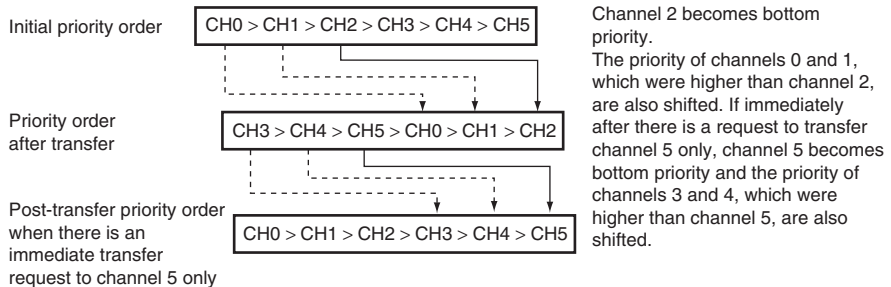 Initial priority order
CH0 > CH1 > CH2 > CH3 > CH4 > CH5
Priority order
after transfer
CH3 > CH4 > CH5 > CH0 > CH1 > CH2
Post-transfer priority order
when there is an
immediate transfer
request to channel 5 only
CH0 > CH1 > CH2 > CH3 > CH4 > CH5
Channel 2 becomes bottom
priority.
The priority of channels 0 and 1,
which were higher than channel 2,
are also shifted. If immediately
after there is a request to transfer
channel 5 only, channel 5 becomes
bottom priority and the priority of
channels 3 and 4, which were
higher than channel 5, are also
shifted.